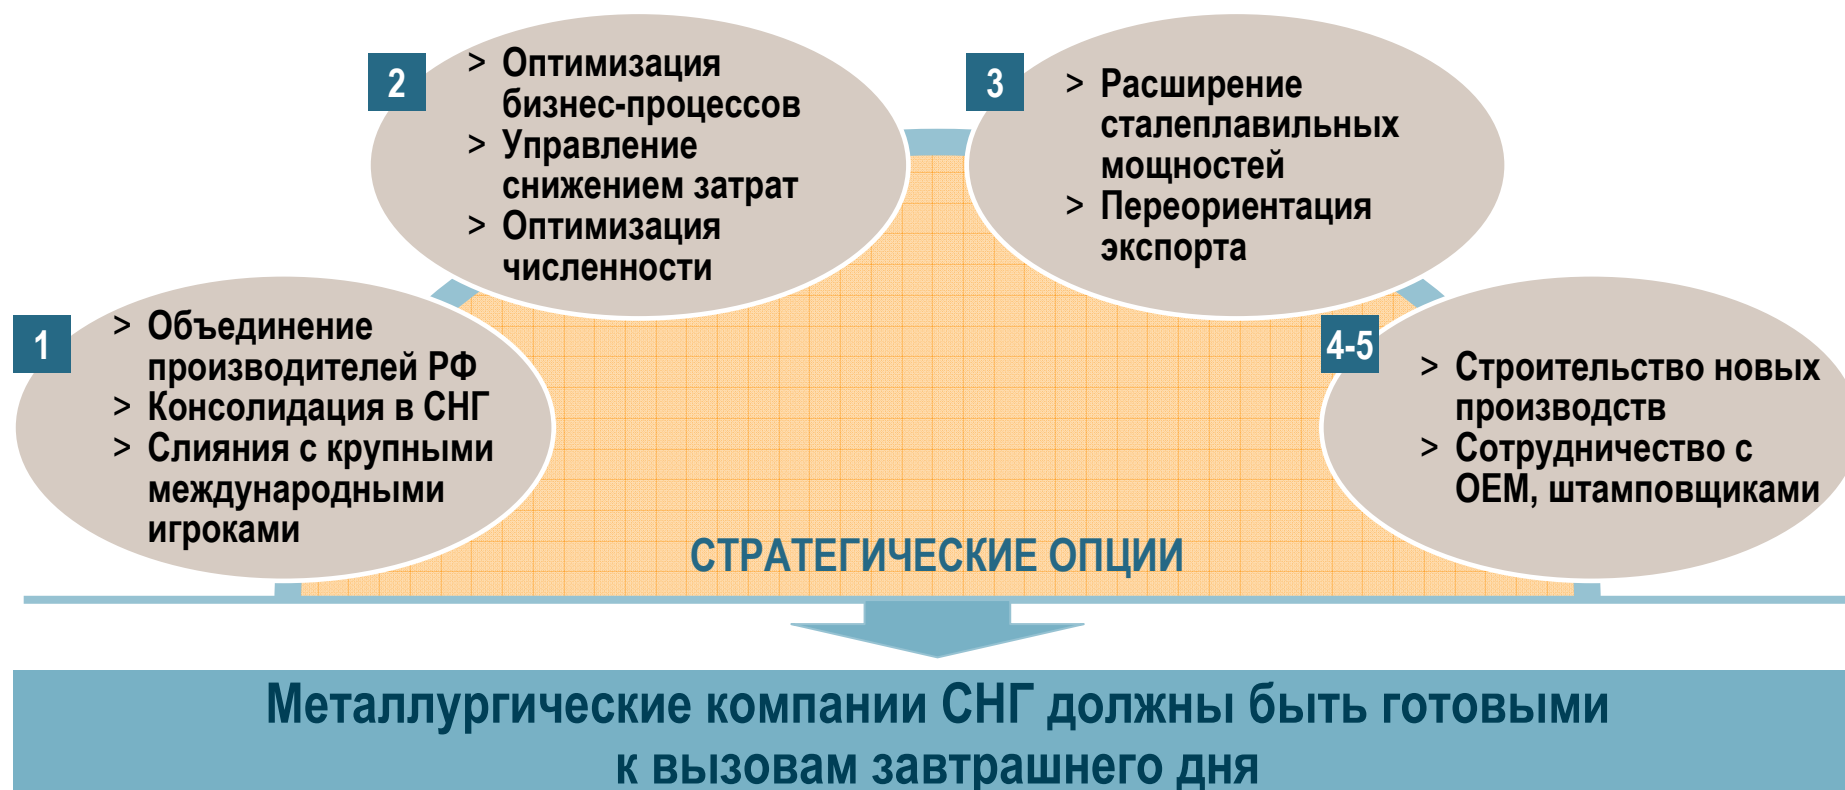 1
> Объединение
производителей РФ
> Консолидация в СНГ
> Слияния с крупными
международными
игроками
2
> Оптимизация
бизнес-процессов
> Управление
снижением затрат
> Оптимизация
численности
3
> Расширение
сталеплавильных
мощностей
> Переориентация
экспорта
4-5
> Строительство новых
производств
> Сотрудничество с
OEM, штамповщиками
СТРАТЕГИЧЕСКИЕ ОПЦИИ
Металлургические компании СНГ должны быть готовыми
к вызовам завтрашнего дня